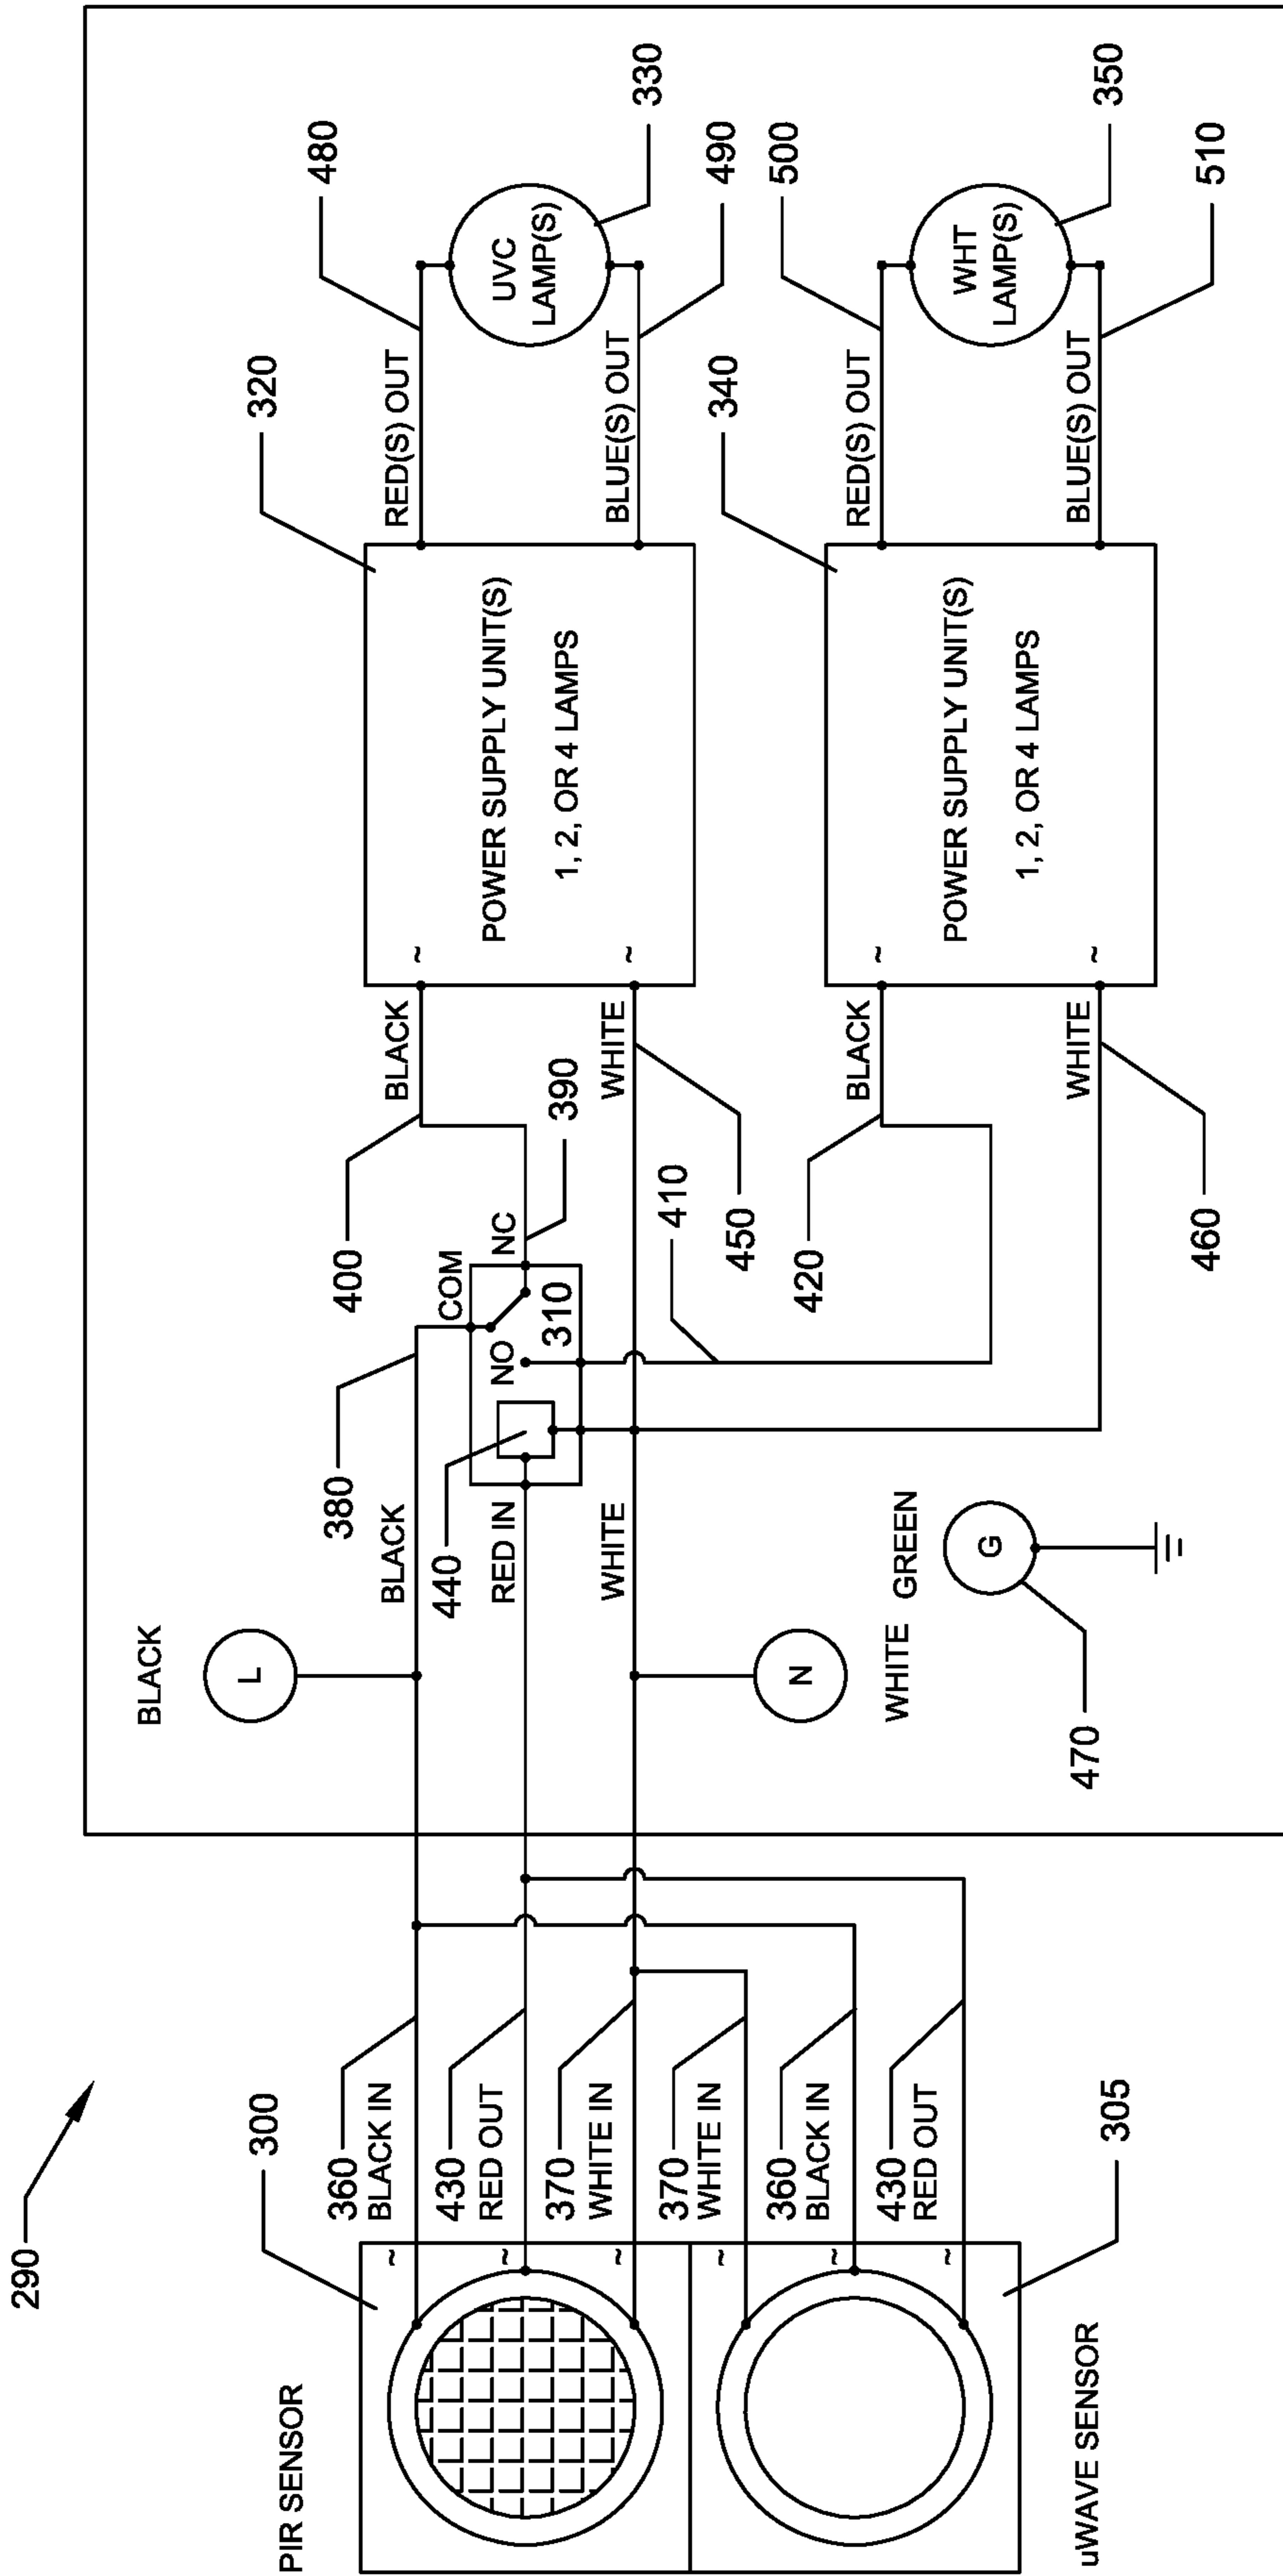 290
PIR SENSOR
300
360
BLACK IN
430
RED OUT
370
WHITE IN
370
WHITE IN
360
BLACK IN
430
RED OUT
~
~
~
~
~
~
uWAVE SENSOR
305
BLACK
L
BLACK
380
440
RED IN
WHITE
N
WHITE
GREEN
G
470
COM
NO
NC
310
390
400
BLACK
410
WHITE
450
420
BLACK
WHITE
460
320
~
~
POWER SUPPLY UNIT(S)
1, 2, OR 4 LAMPS
RED(S) OUT
480
BLUE(S) OUT
490
UVC
LAMP(S)
330
340
~
~
POWER SUPPLY UNIT(S)
1, 2, OR 4 LAMPS
RED(S) OUT
500
BLUE(S) OUT
510
WHT
LAMP(S)
350